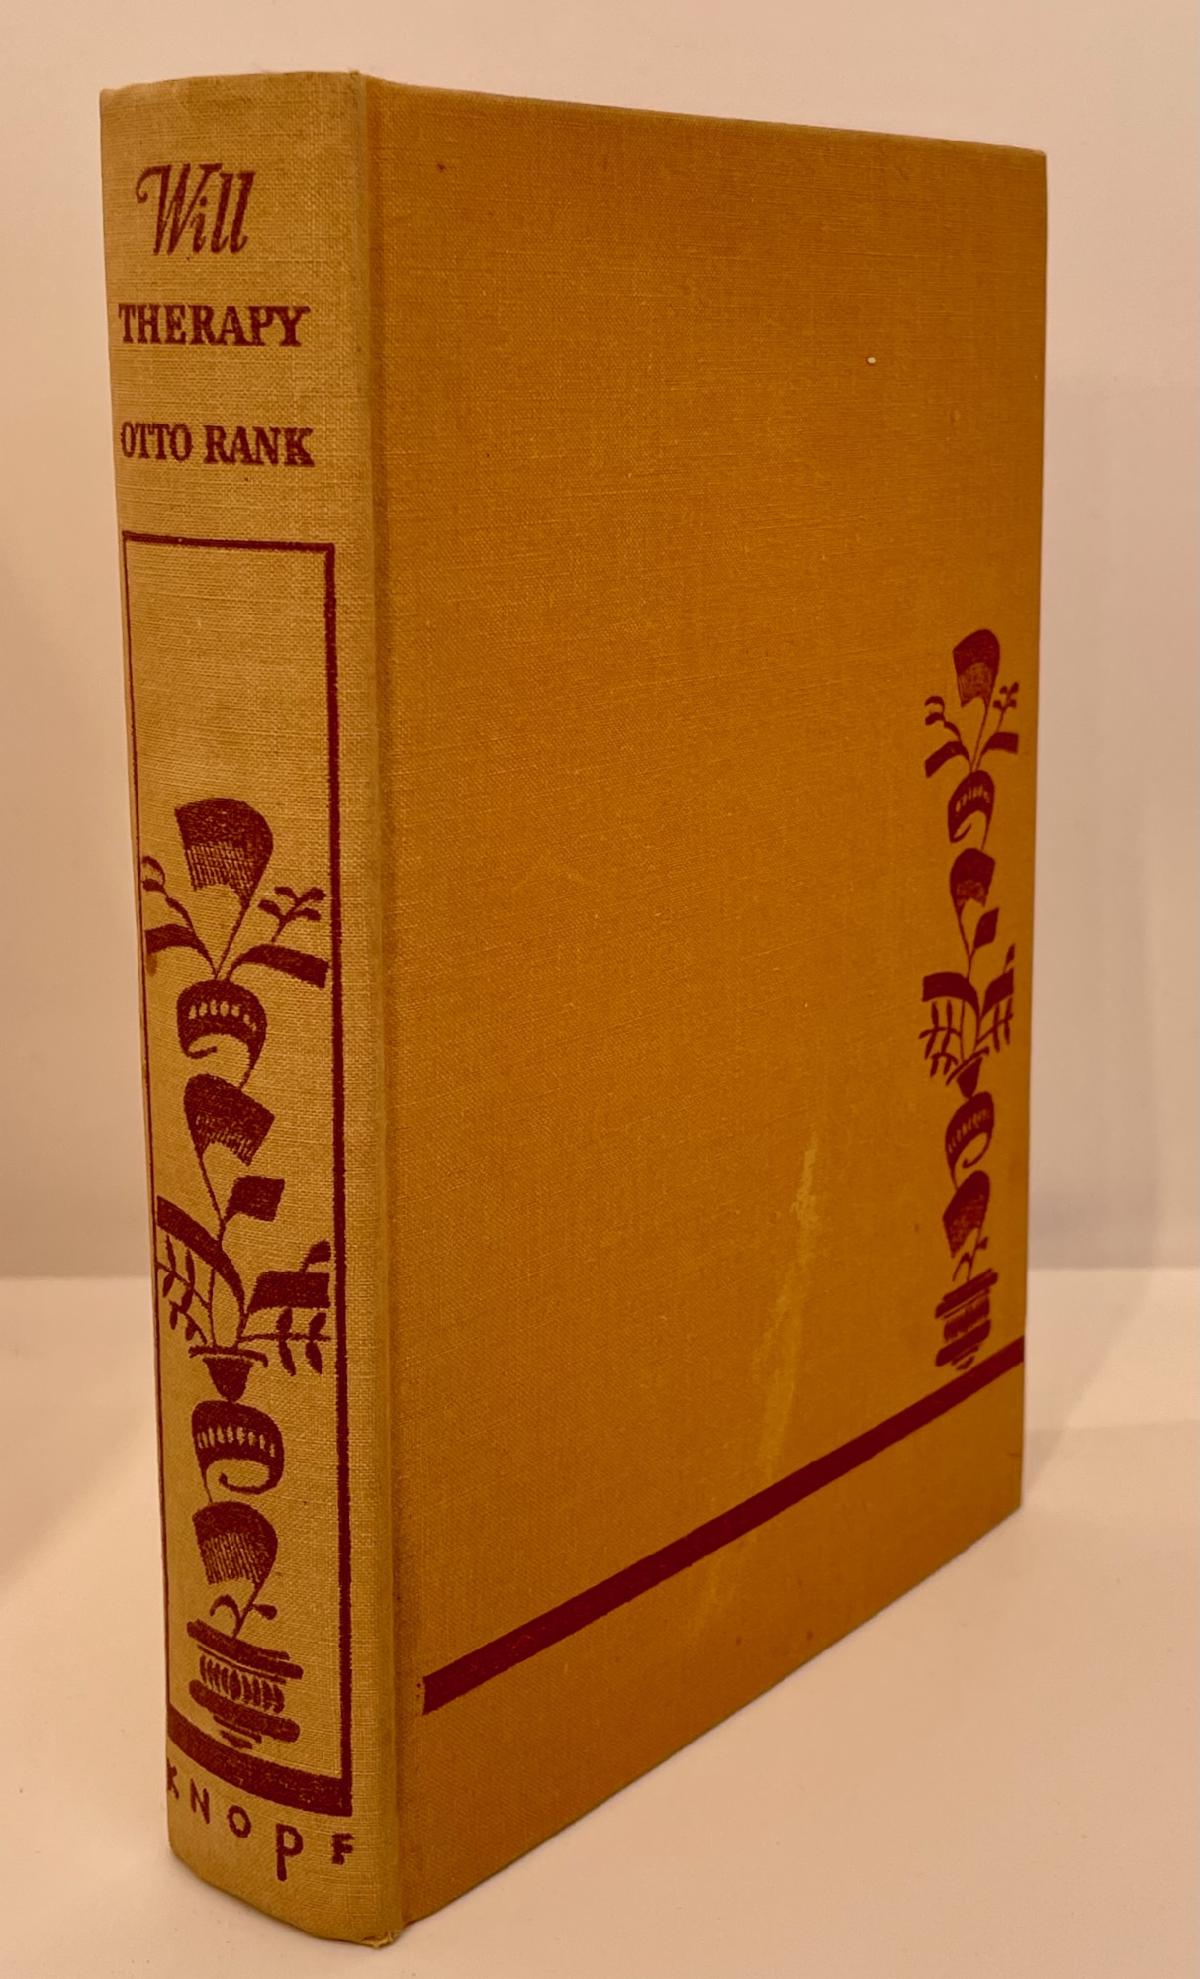 Will
THERAPY
OTTO RANK
KNOPF